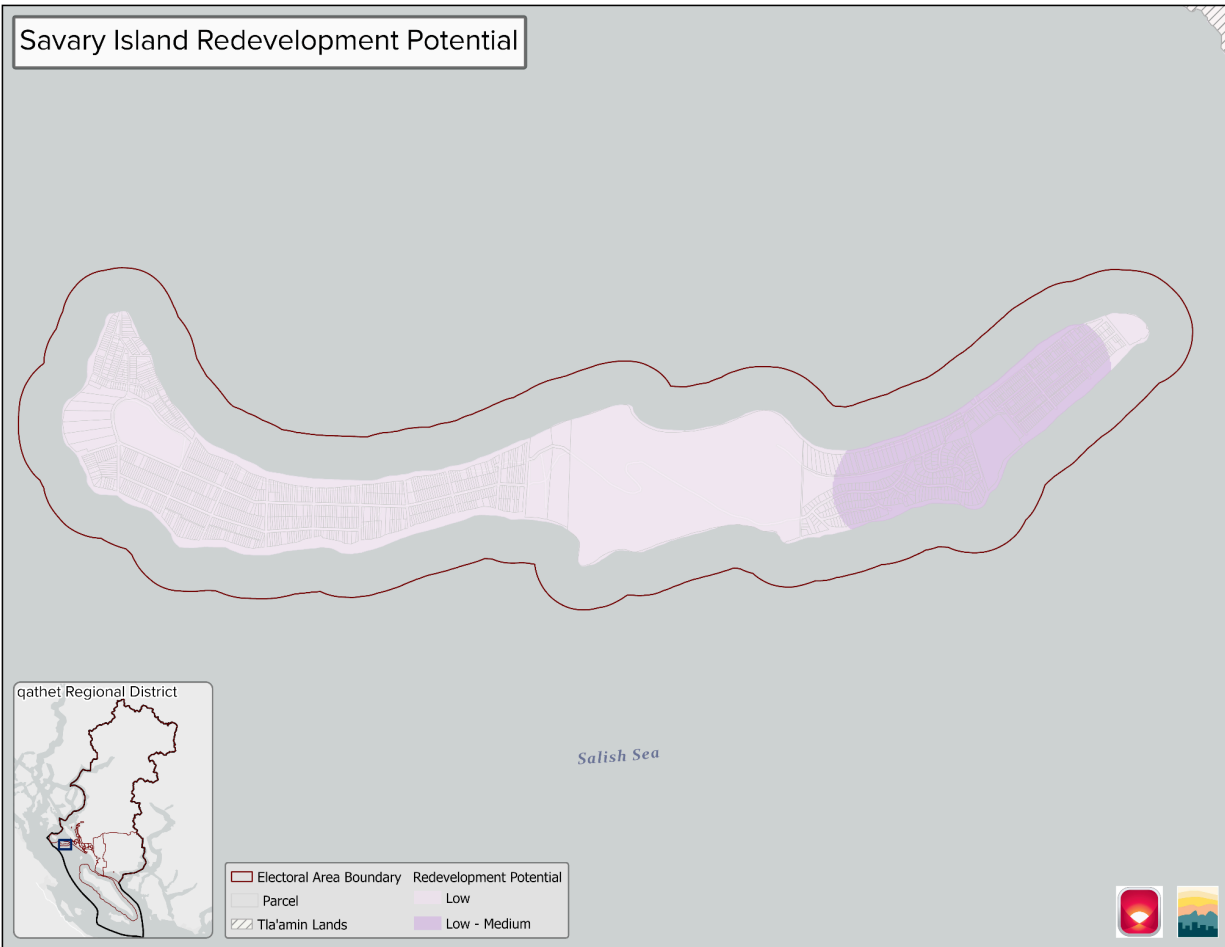 Savary Island Redevelopment Potential
Salish Sea
qathet Regional District
Electoral Area Boundary
Parcel
Tla'amin Lands
Redevelopment Potential
Low
Low - Medium